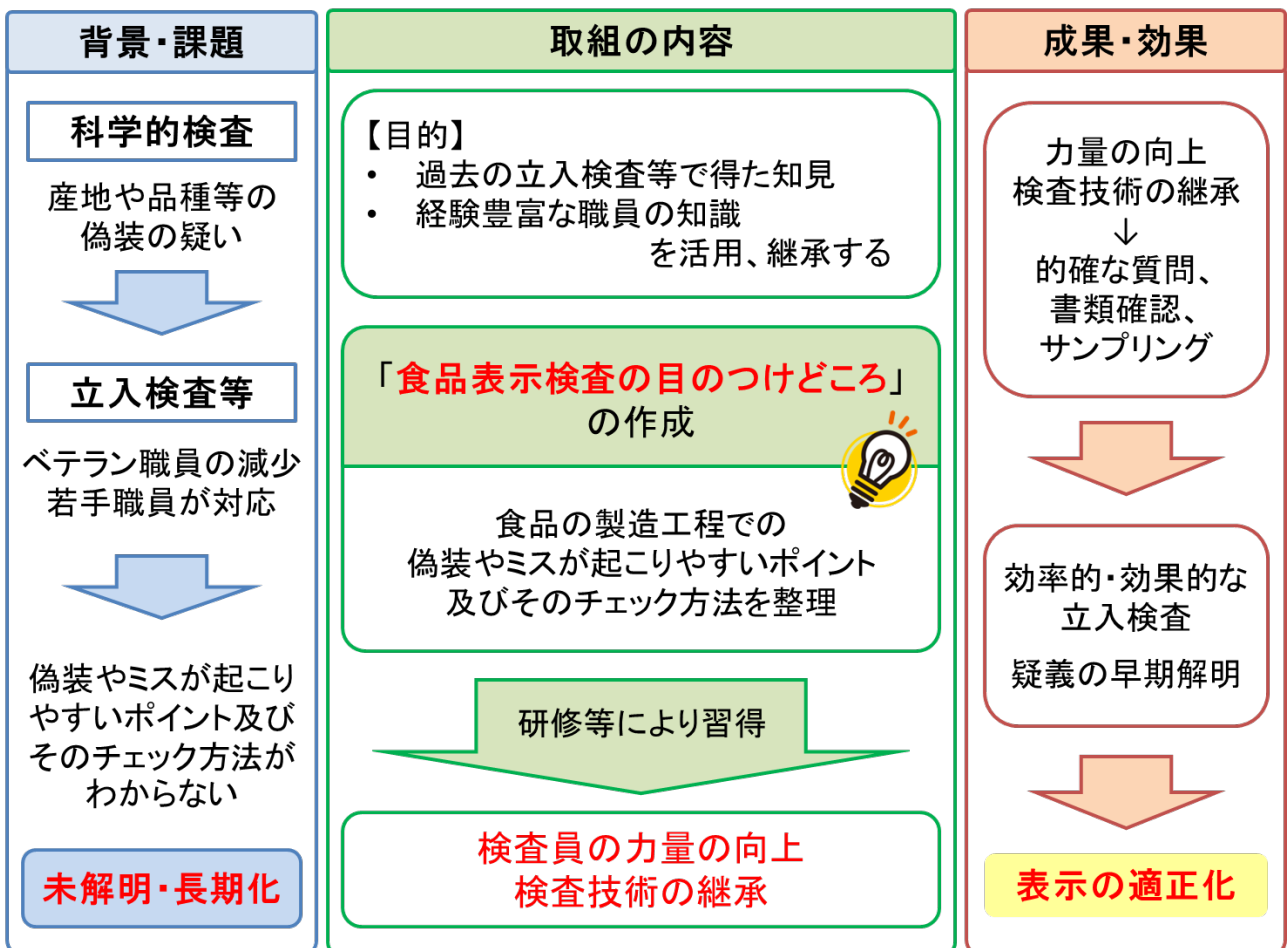 背景・課題
科学的検査
産地や品種等の
偽装の疑い
立入検査等
ベテラン職員の減少
若手職員が対応
偽装やミスが起こり
やすいポイント及び
そのチェック方法が
わからない
未解明・長期化
取組の内容
【目的】
• 過去の立入検査等で得た知見
• 経験豊富な職員の知識
を活用、継承する
「食品表示検査の目のつけどころ」
の作成
食品の製造工程での
偽装やミスが起こりやすいポイント
及びそのチェック方法を整理
研修等により習得
検査員の力量の向上
検査技術の継承
成果・効果
力量の向上
検査技術の継承
↓
的確な質問、
書類確認、
サンプリング
効率的・効果的な
立入検査
疑義の早期解明
表示の適正化